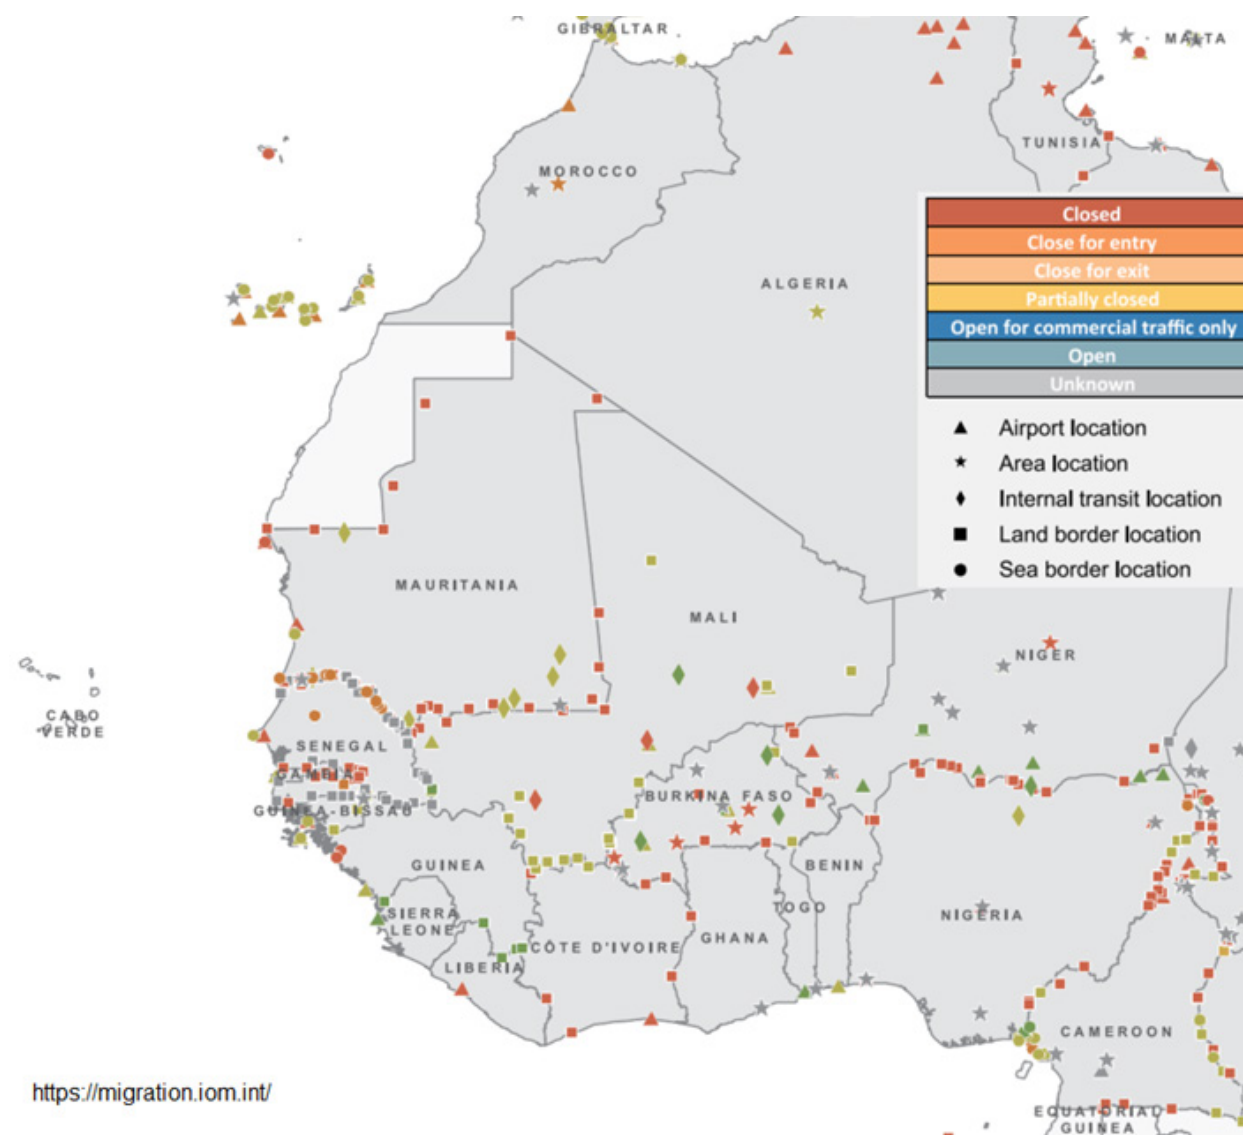 GIBRALTAR
MALTA
TUNISIA
MOROCCO
ALGERIA
Closed
Close for entry
Close for exit
Partially closed
Open for commercial traffic only
Open
Unknown
Airport location
Area location
Internal transit location
Land border location
Sea border location
MAURITANIA
MALI
NIGER
CABO
VERDE
SENEGAL
GAMBIA
GUINEA-BISSAU
BURKINA FASO
GUINEA
BENIN
SIERRA
LEONE
TOGO
NIGERIA
CÔTE D'IVOIRE
GHANA
LIBERIA
CAMEROON
https://migration.iom.int/
EQUATORIAL
GUINEA